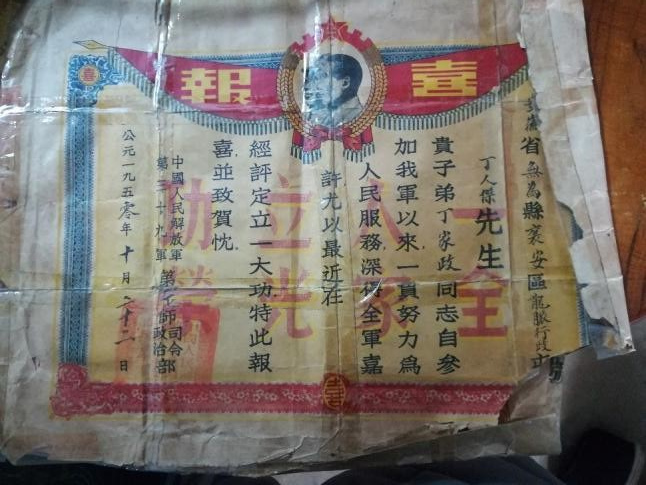 喜報
省無為縣襄安區龍脈行政
丁人傑先生
貴子弟丁家政同志自參
加我軍以來一貫努力為
人民服務,深得全軍嘉
許尤以最近在
經評定立一大功特此報
喜,並致賀忱,
中國人民解放軍
第三十九軍
師司令
政治部
公元一九五零年十月二十一日
一人立功
全家光榮